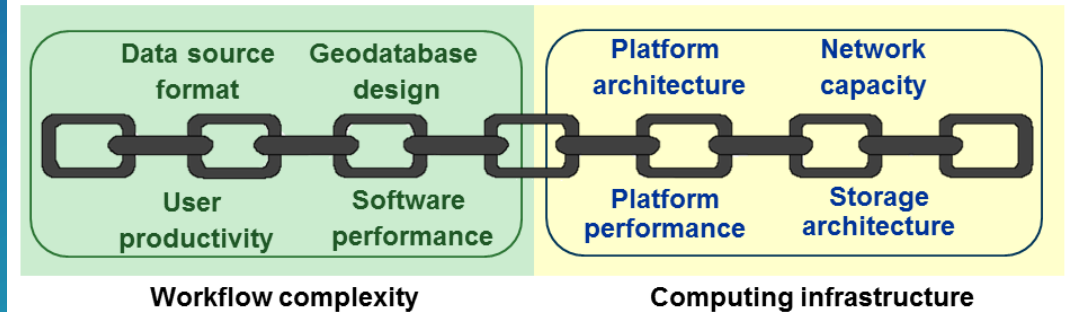 Data source
format
Geodatabase
design
Platform
architecture
Network
capacity
User
productivity
Software
performance
Platform
performance
Storage
architecture
Workflow complexity
Computing infrastructure